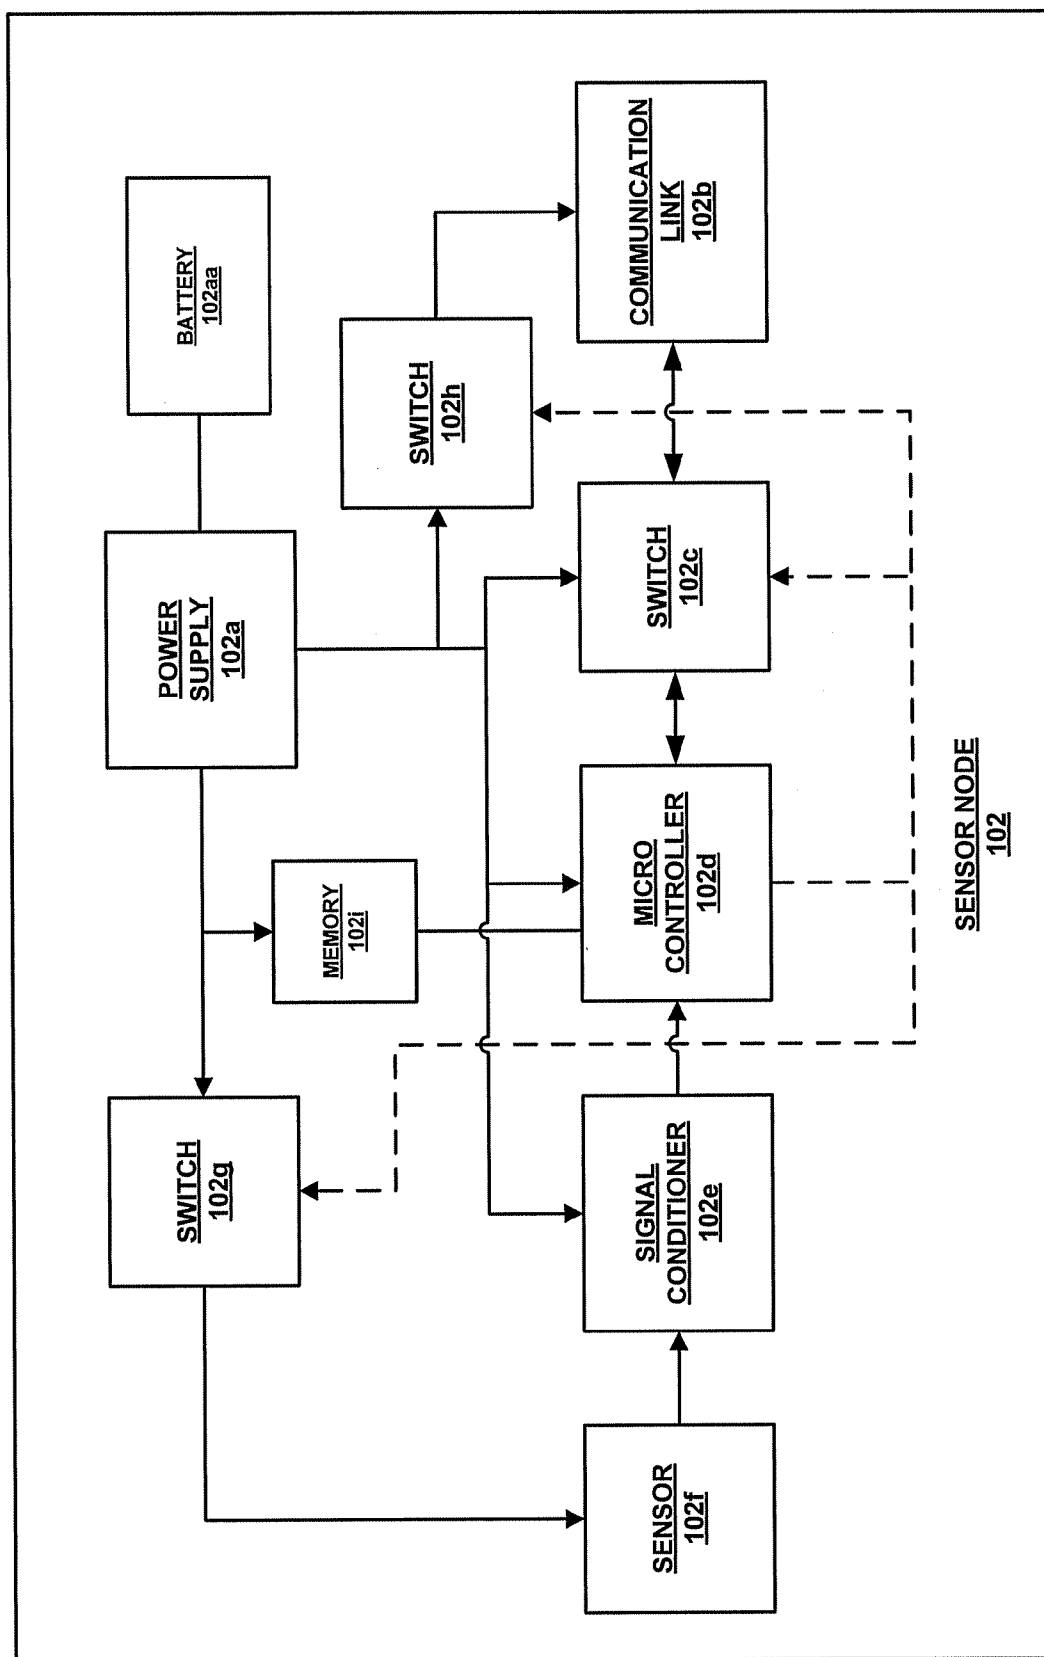 BATTERY
102aa
POWER
SUPPLY
102a
SWITCH
102g
MEMORY
102i
SWITCH
102h
SENSOR
102f
SIGNAL
CONDITIONER
102e
MICRO
CONTROLLER
102d
SWITCH
102c
COMMUNICATION
LINK
102b
SENSOR NODE
102